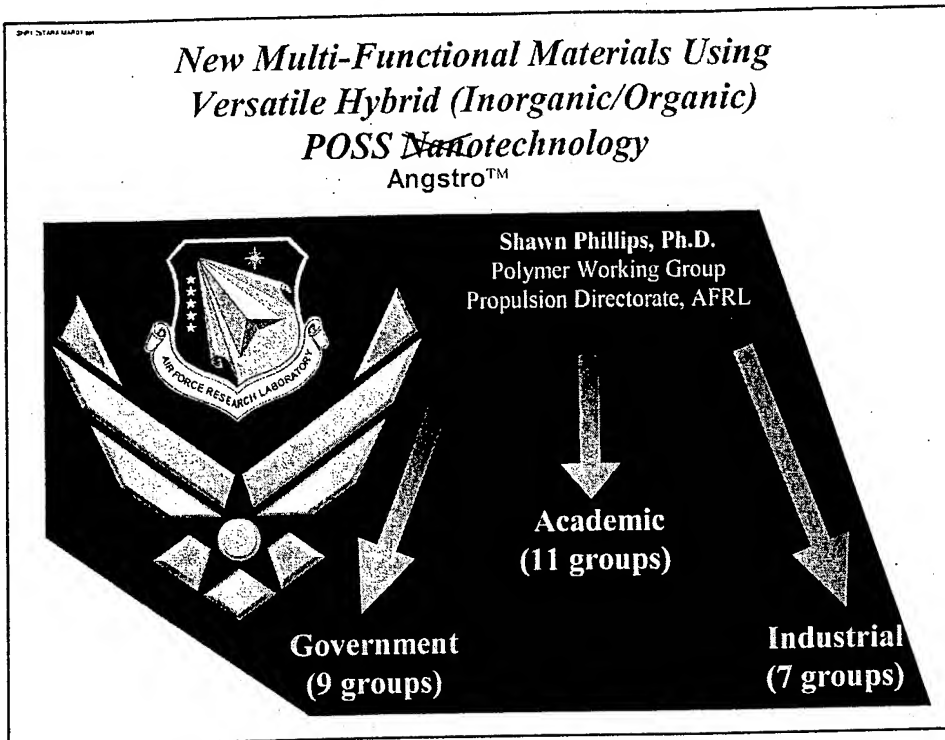 New Multi-Functional Materials Using
Versatile Hybrid (Inorganic/Organic)
POSS Nanotechnology
Angstro™
Shawn Phillips, Ph.D.
Polymer Working Group
Propulsion Directorate, AFRL
AIR FORCE RESEARCH LABORATORY
Academic
(11 groups)
Government
(9 groups)
Industrial
(7 groups)